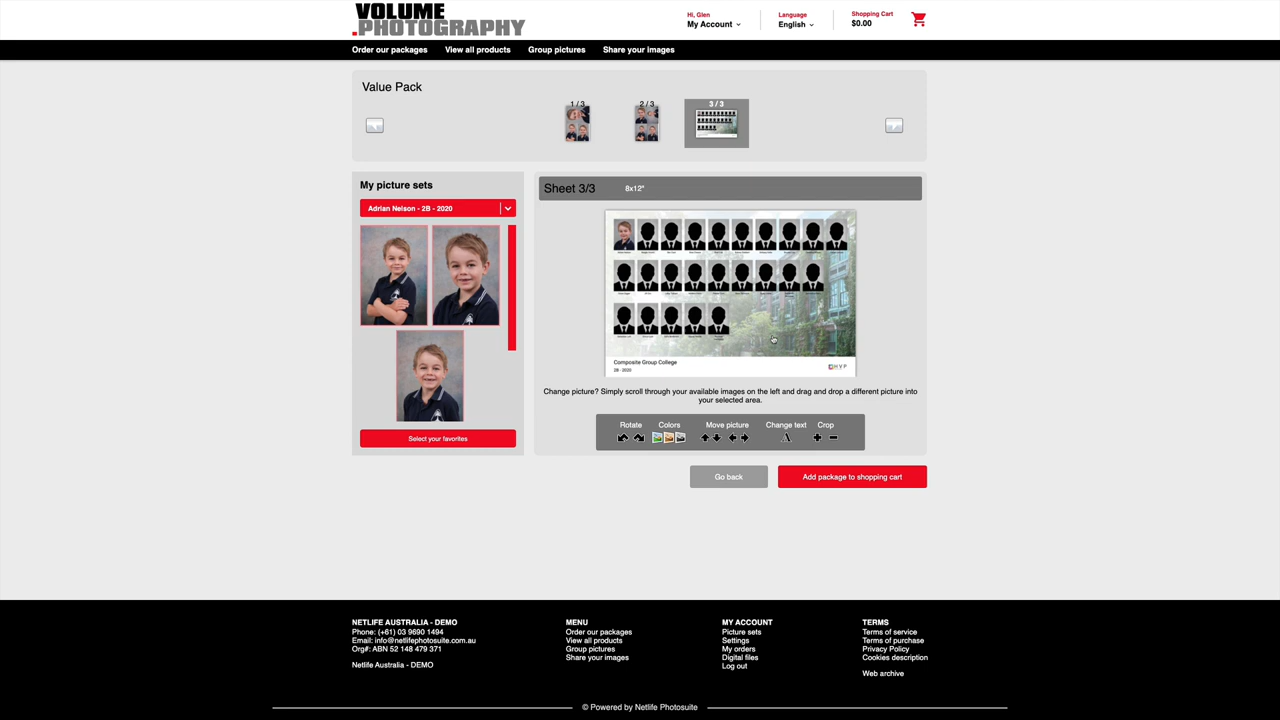 VOLUME
.PHOTOGRAPHY
Hi, Glen
My Account
Language
English
Shopping Cart
$0.00
Order our packages
View all products
Group pictures
Share your images
Value Pack
1 / 3
2 / 3
3 / 3
My picture sets
Adrian Nelson - 2B - 2020
Select your favorites
Sheet 3/3
8x12"
Composite Group College
2B - 2020
HVP
Change picture? Simply scroll through your available images on the left and drag and drop a different picture into
your selected area.
Rotate
Colors
Move picture
Change text
Crop
A
Go back
Add package to shopping cart
NETLIFE AUSTRALIA - DEMO
Phone: (+61) 03 9690 1494
Email: info@netlifephotosuite.com.au
Org#: ABN 52 148 479 371
Netlife Australia - DEMO
MENU
Order our packages
View all products
Group pictures
Share your images
MY ACCOUNT
Picture sets
Settings
My orders
Digital files
Log out
TERMS
Terms of service
Terms of purchase
Privacy Policy
Cookies description
Web archive
© Powered by Netlife Photosuite